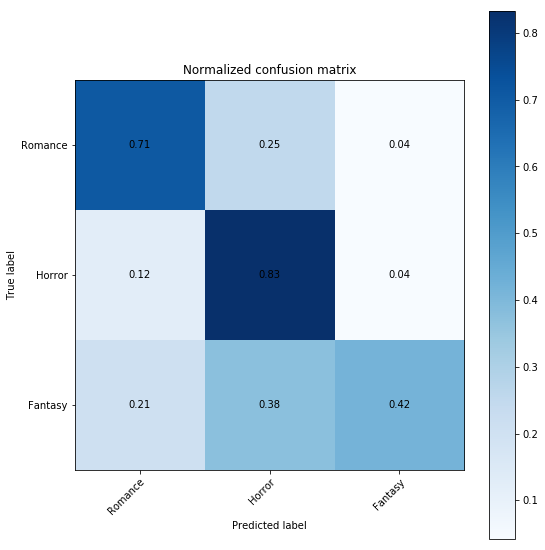 Normalized confusion matrix
True label
Romance 0.71 0.25 0.04
Horror 0.12 0.83 0.04
Fantasy 0.21 0.38 0.42
Romance Horror Fantasy
Predicted label
0.8
0.7
0.6
0.5
0.4
0.3
0.2
0.1